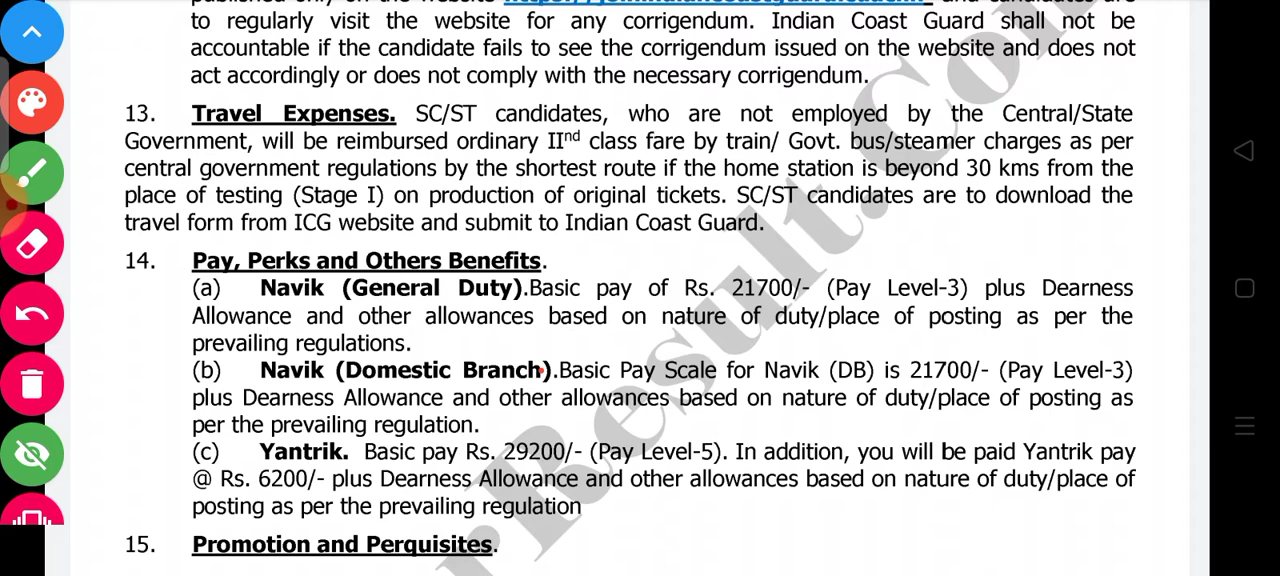 to regularly visit the website for any corrigendum. Indian Coast Guard shall not be
accountable if the candidate fails to see the corrigendum issued on the website and does not
act accordingly or does not comply with the necessary corrigendum.
13. Travel Expenses. SC/ST candidates, who are not employed by the Central/State
Government, will be reimbursed ordinary IInd class fare by train/ Govt. bus/steamer charges as per
central government regulations by the shortest route if the home station is beyond 30 kms from the
place of testing (Stage I) on production of original tickets. SC/ST candidates are to download the
travel form from ICG website and submit to Indian Coast Guard.
14. Pay, Perks and Others Benefits.
(a) Navik (General Duty).Basic pay of Rs. 21700/- (Pay Level-3) plus Dearness
Allowance and other allowances based on nature of duty/place of posting as per the
prevailing regulations.
(b) Navik (Domestic Branch).Basic Pay Scale for Navik (DB) is 21700/- (Pay Level-3)
plus Dearness Allowance and other allowances based on nature of duty/place of posting as
per the prevailing regulation.
(c) Yantrik. Basic pay Rs. 29200/- (Pay Level-5). In addition, you will be paid Yantrik pay
@ Rs. 6200/- plus Dearness Allowance and other allowances based on nature of duty/place of
posting as per the prevailing regulation
15. Promotion and Perquisites.